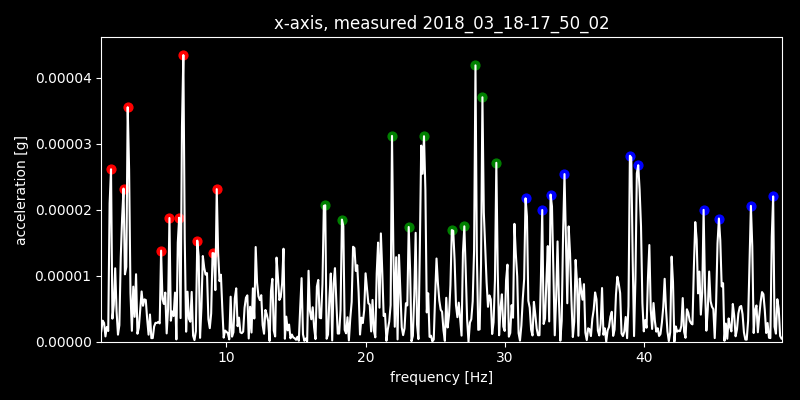 x-axis, measured 2018_03_18-17_50_02
acceleration [g]
0.00004
0.00003
0.00002
0.00001
0.00000
10 20 30 40
frequency [Hz]